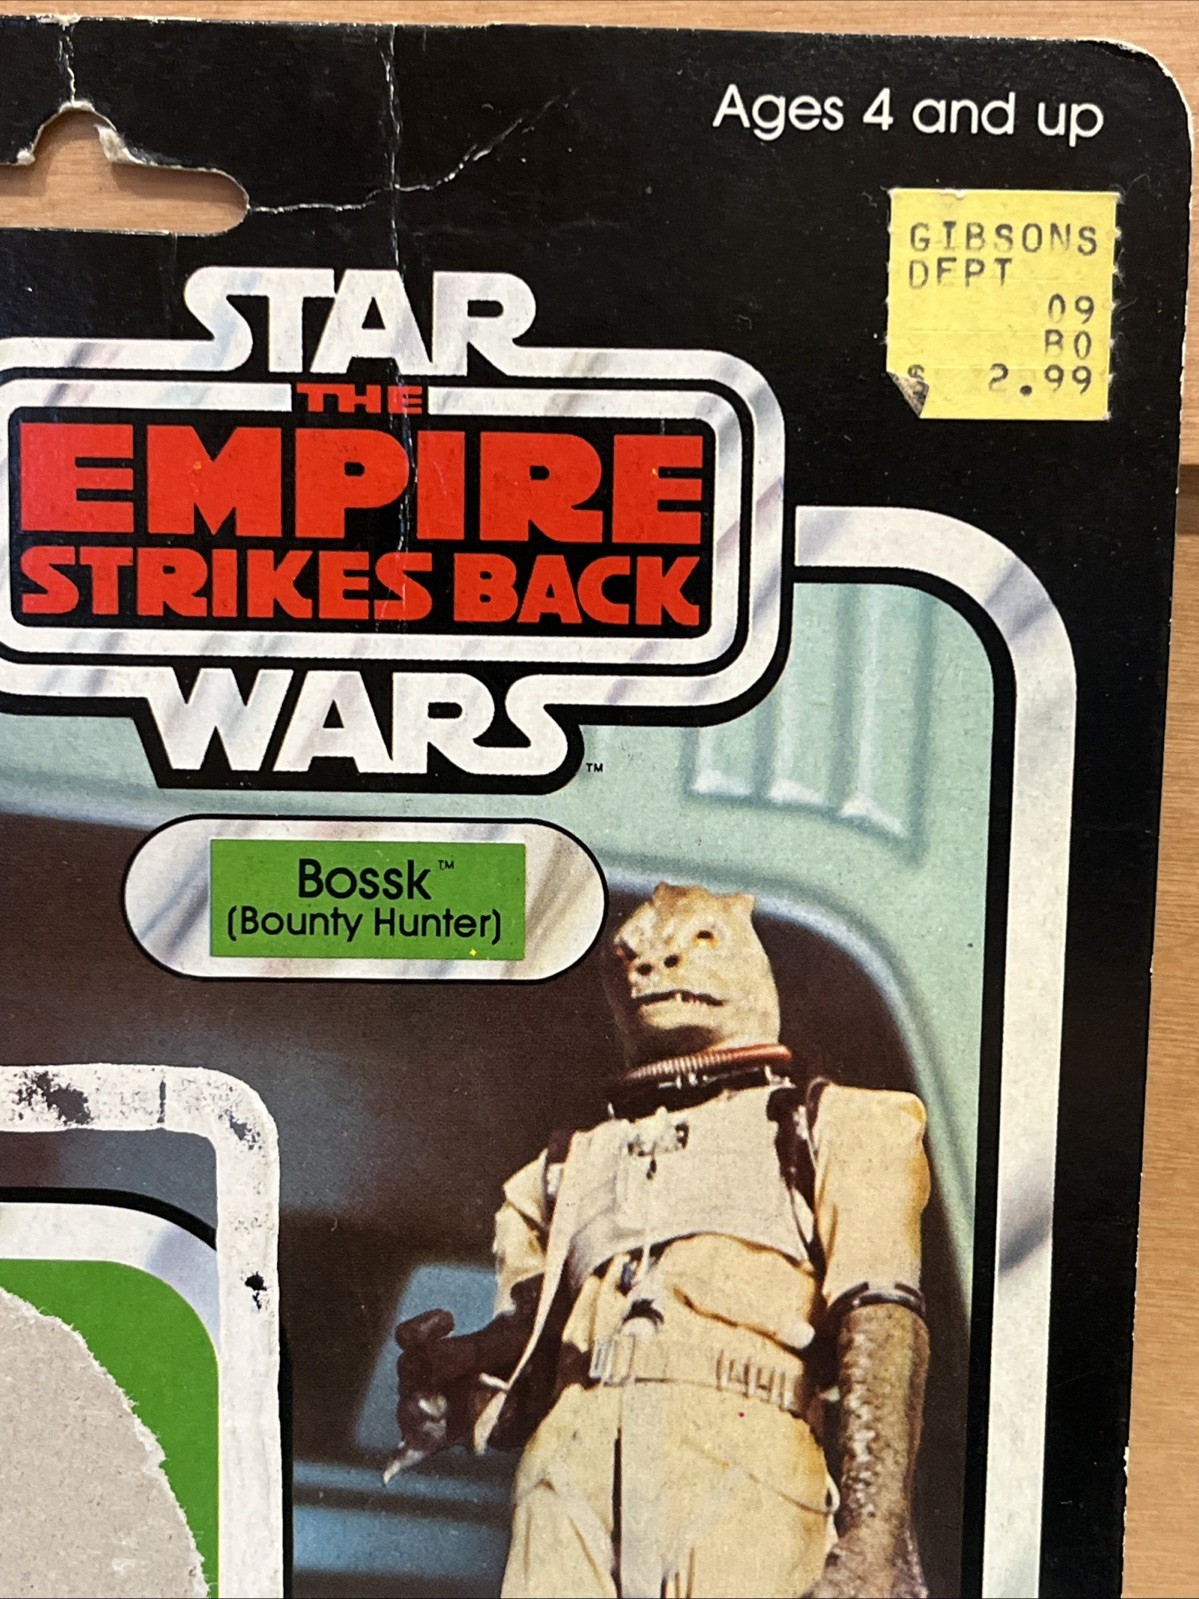 Ages 4 and up
GIBSONS
DEPT
09
B0
$ 2.99
STAR
THE
EMPIRE
STRIKES BACK
WARS
™
Bossk™
(Bounty Hunter)